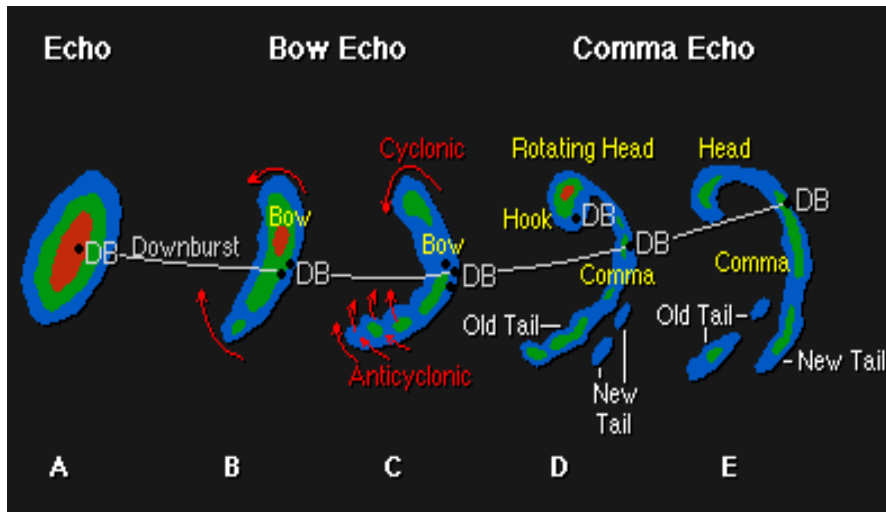 Echo
Bow Echo
Comma Echo
Cyclonic
Rotating Head
Head
DB
Downburst
Bow
DB
Bow
DB
Hook
DB
DB
Comma
DB
Comma
Old Tail
Old Tail
Anticyclonic
New
Tail
New Tail
A
B
C
D
E